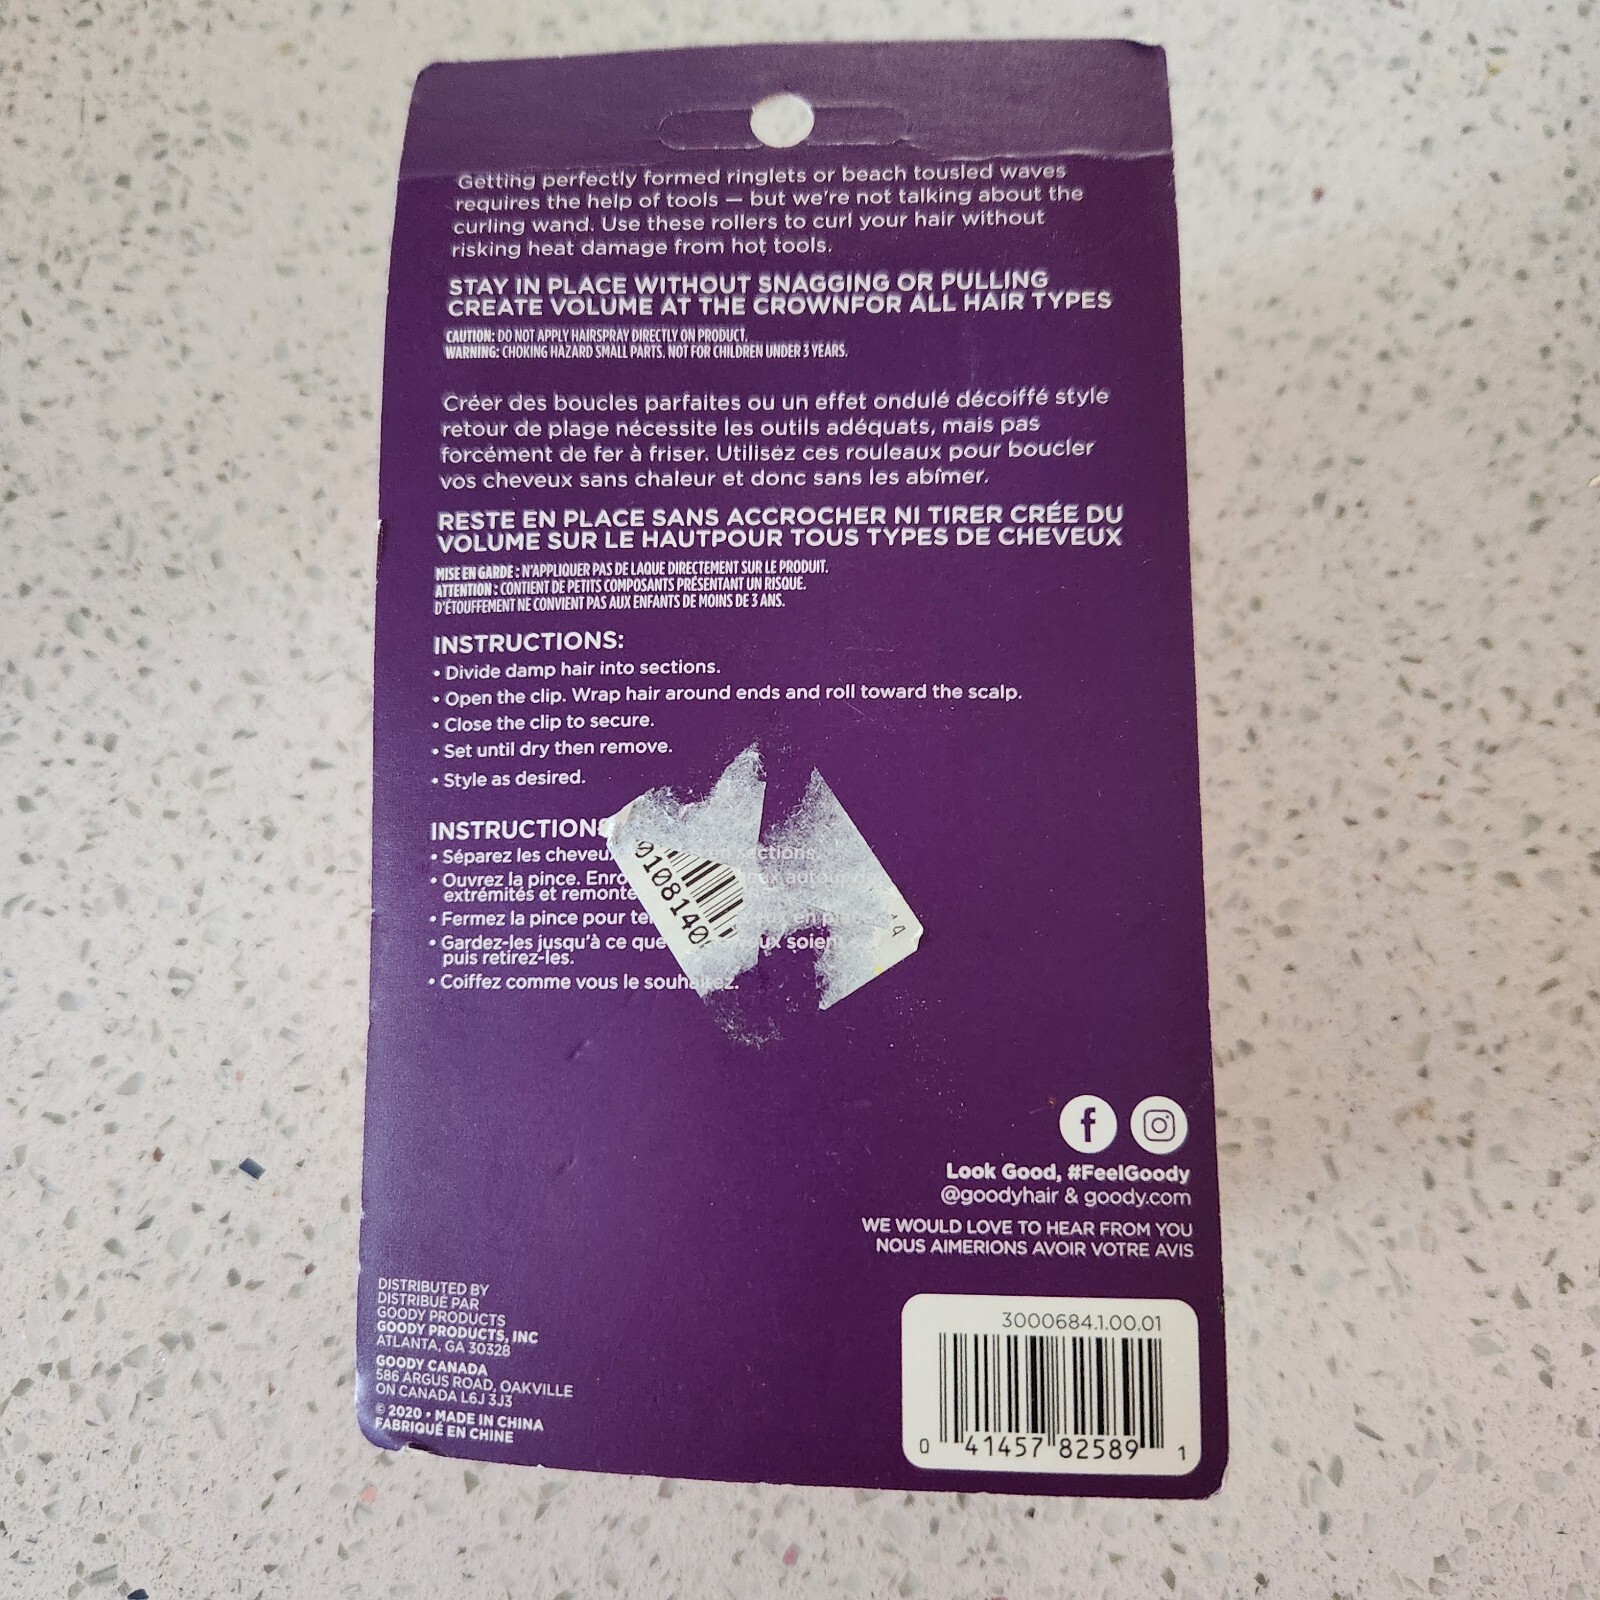 Getting perfectly formed ringlets or beach tousled waves
requires the help of tools — but we're not talking about the
curling wand. Use these rollers to curl your hair without
risking heat damage from hot tools.
STAY IN PLACE WITHOUT SNAGGING OR PULLING
CREATE VOLUME AT THE CROWNFOR ALL HAIR TYPES
CAUTION: DO NOT APPLY HAIRSPRAY DIRECTLY ON PRODUCT.
WARNING: CHOKING HAZARD SMALL PARTS. NOT FOR CHILDREN UNDER 3 YEARS.
Créer des boucles parfaites ou un effet ondulé décoiffé style
retour de plage nécessite les outils adéquats, mais pas
forcément de fer à friser. Utilisez ces rouleaux pour boucler
vos cheveux sans chaleur et donc sans les abîmer.
RESTE EN PLACE SANS ACCROCHER NI TIRER CRÉE DU
VOLUME SUR LE HAUTPOUR TOUS TYPES DE CHEVEUX
MISE EN GARDE : N'APPLIQUER PAS DE LAQUE DIRECTEMENT SUR LE PRODUIT.
ATTENTION : CONTIENT DE PETITS COMPOSANTS PRÉSENTANT UN RISQUE.
D'ÉTOUFFEMENT NE CONVIENT PAS AUX ENFANTS DE MOINS DE 3 ANS.
INSTRUCTIONS:
• Divide damp hair into sections.
• Open the clip. Wrap hair around ends and roll toward the scalp.
• Close the clip to secure.
• Set until dry then remove.
• Style as desired.
INSTRUCTIONS
• Séparez les cheveux en sections.
• Ouvrez la pince. autour
extrémités et
• Fermez la pince pour en place
• Gardez-les jusqu'à ce que soient
puis retirez-les.
• Coiffez comme vous le souhaitez.
0108140
14
Look Good, #FeelGoody
@goodyhair & goody.com
WE WOULD LOVE TO HEAR FROM YOU
NOUS AIMERIONS AVOIR VOTRE AVIS
DISTRIBUTED BY
DISTRIBUÉ PAR
GOODY PRODUCTS
GOODY PRODUCTS, INC
ATLANTA, GA 30328
GOODY CANADA
586 ARGUS ROAD, OAKVILLE
ON CANADA L6J 3J3
© 2020 • MADE IN CHINA
FABRIQUÉ EN CHINE
3000684.1.00.01
0 41457 82589 1